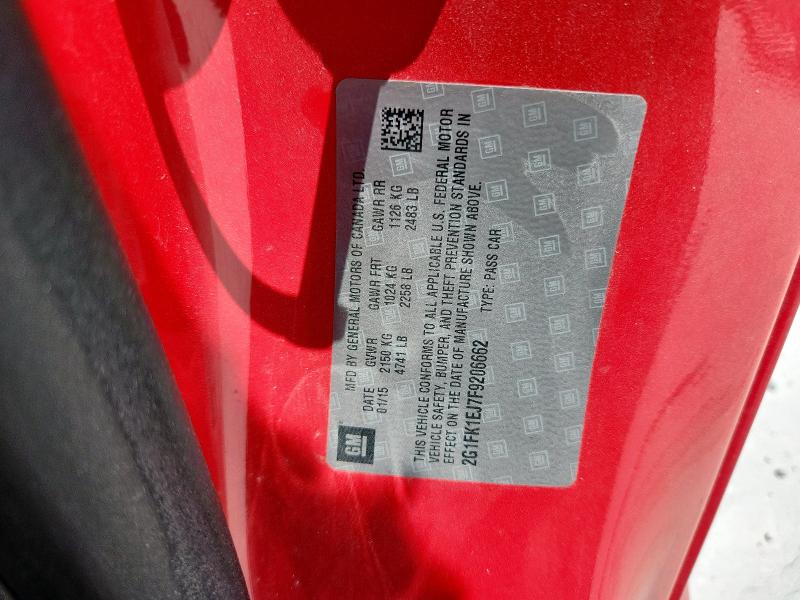 MFD BY GENERAL MOTORS OF CANADA LTD.
DATE GVWR GAWR FRT GAWR RR
01/15 2150 KG 1024 KG 1126 KG
4741 LB 2258 LB 2483 LB
GM
THIS VEHICLE CONFORMS TO ALL APPLICABLE U.S. FEDERAL MOTOR
VEHICLE SAFETY, BUMPER, AND THEFT PREVENTION STANDARDS IN
EFFECT ON THE DATE OF MANUFACTURE SHOWN ABOVE.
2G1FK1EJ7F9206662 TYPE: PASS CAR